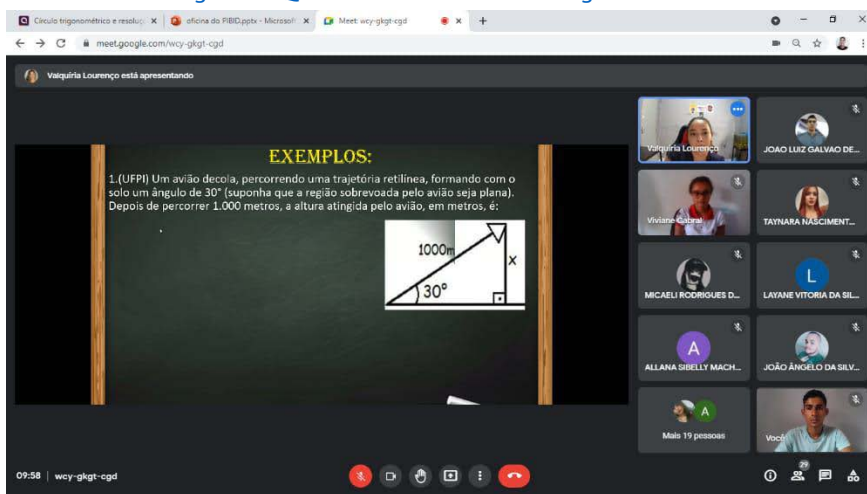 Círculo trigonométrico e resoluç
oficina do PIBID.pptx - Microsoft
Meet: wcy-gkgt-cgd
meet.google.com/wcy-gkgt-cgd
Valquíria Lourenço está apresentando
EXEMPLOS:
1.(UFPI) Um avião decola, percorrendo uma trajetória retilínea, formando com o
solo um ângulo de 30° (suponha que a região sobrevoada pelo avião seja plana).
Depois de percorrer 1.000 metros, a altura atingida pelo avião, em metros, é:
1000m
x
30°
Valquíria Lourenço
JOAO LUIZ GALVAO DE...
Viviane Cabral
TAYNARA NASCIMENT...
MICAELI RODRIGUES D...
L
LAYANE VITORIA DA SIL...
A
ALLANA SIBELLY MACH...
JOÃO ÂNGELO DA SILV...
A
Mais 19 pessoas
Você
09:58 | wcy-gkgt-cgd
29